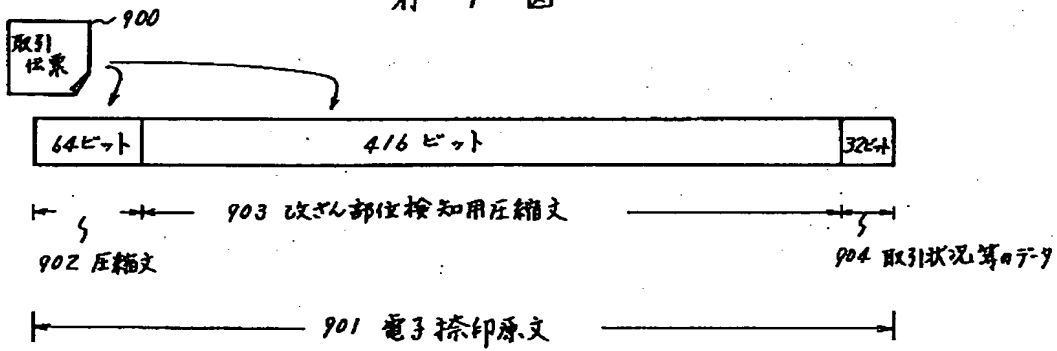 900
取引
伝票
64ビット 416ビット 32ビット
903 改ざん部位検知用圧縮文
902 圧縮文
904 取引状況等のデータ
901 電子捺印原文